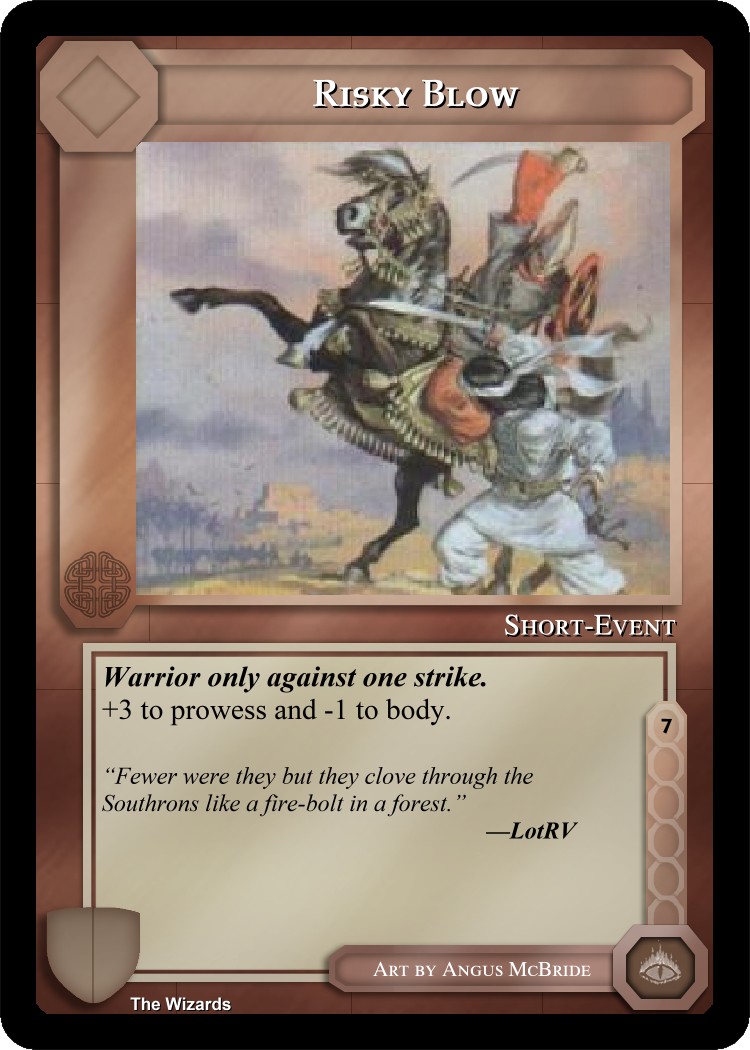 Risky Blow
Short-Event
Warrior only against one strike.
+3 to prowess and -1 to body.
7
“Fewer were they but they clove through the
Southrons like a fire-bolt in a forest.”
—LotRV
Art by Angus McBride
The Wizards